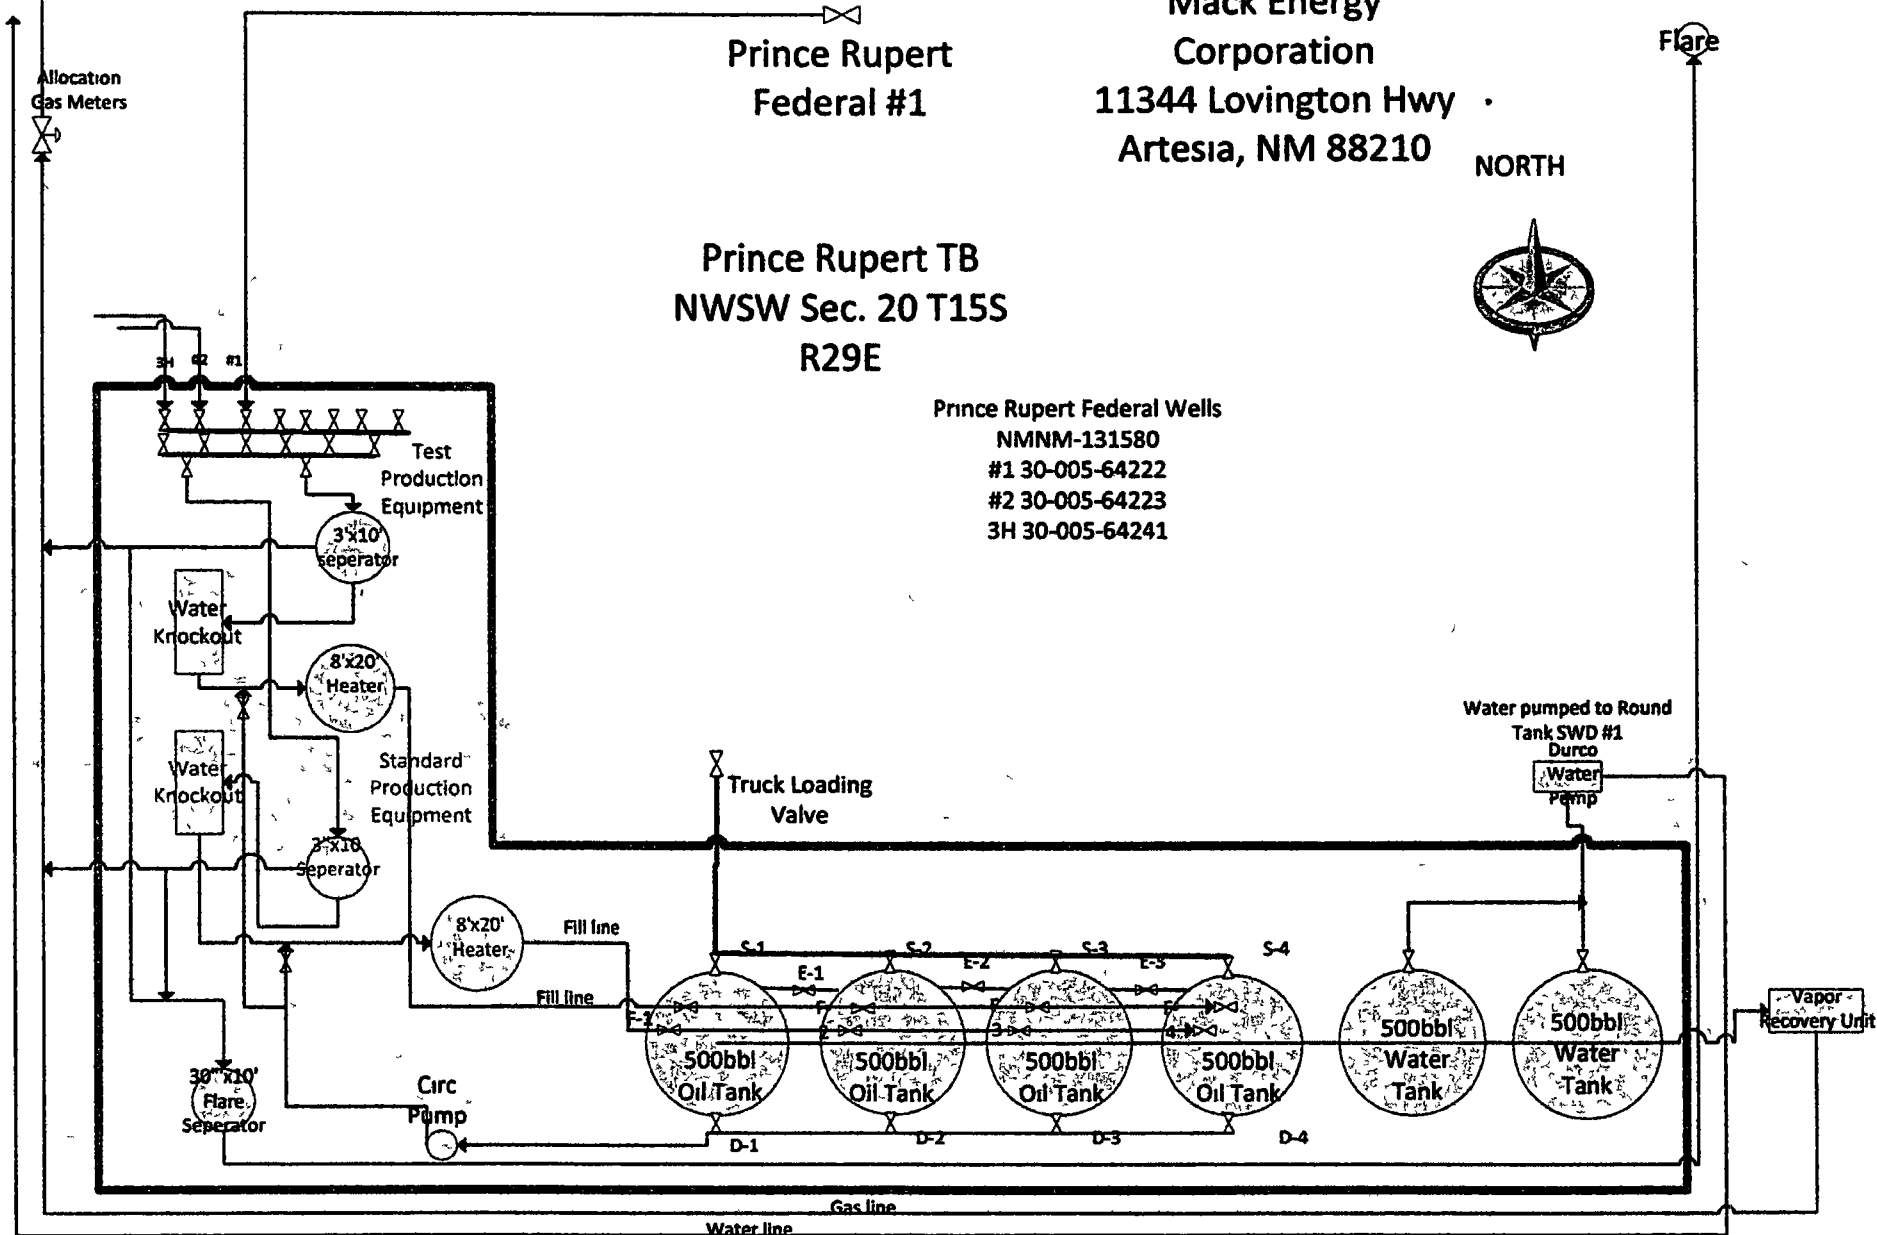 Mack Energy
Corporation
11344 Lovington Hwy
Artesia, NM 88210
Prince Rupert
Federal #1
Flare
Allocation
Gas Meters
NORTH
Prince Rupert TB
NWSW Sec. 20 T15S
R29E
3H #2 #1
Prince Rupert Federal Wells
NMNM-131580
#1 30-005-64222
#2 30-005-64223
3H 30-005-64241
Test
Production
Equipment
3'x10'
seperator
Water
Knockout
8'x20'
Heater
Water
Knockout
Standard
Production
Equipment
3'x10'
Seperator
Truck Loading
Valve
Water pumped to Round
Tank SWD #1
Durco
Water
Pump
8'x20'
Heater
Fill line
Fill line
S-1 S-2 S-3 S-4
E-1 E-2 E-3
F-1
2 3 4
500bbl
Oil Tank
500bbl
Oil Tank
500bbl
Oil Tank
500bbl
Oil Tank
500bbl
Water
Tank
500bbl
Water
Tank
Vapor
Recovery Unit
30"x10'
Flare
Seperator
Circ
Pump
D-1 D-2 D-3 D-4
Gas line
Water line